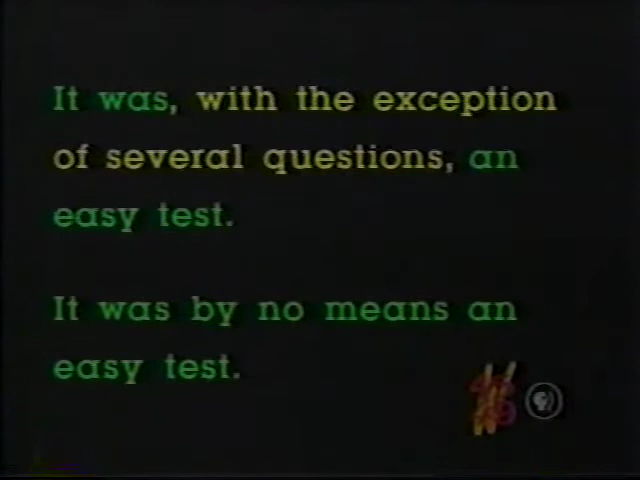 It was, with the exception
of several questions, an
easy test.
It was by no means an
easy test.